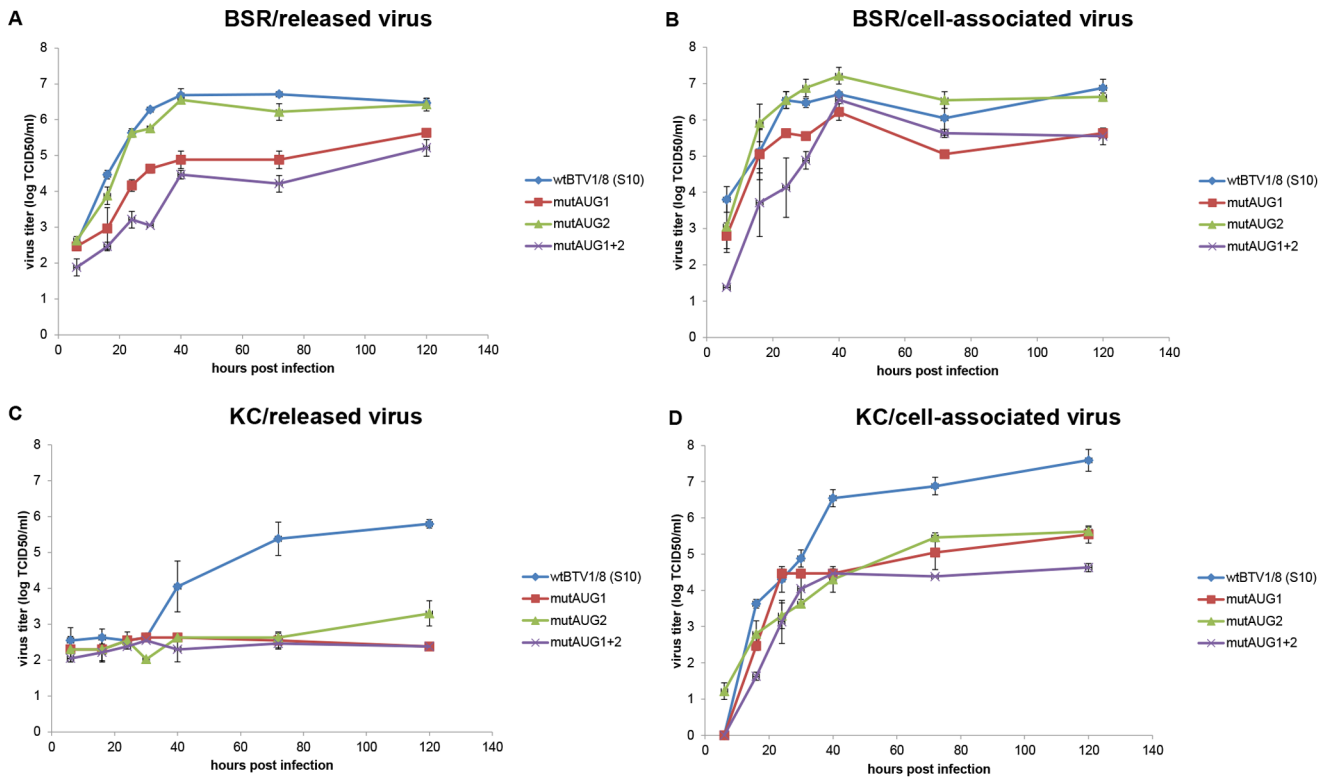 A
BSR/released virus
virus titer (log TCID50/ml)
8
7
6
5
4
3
2
1
0
0 20 40 60 80 100 120 140
hours post infection
wtBTV1/8 (S10)
mutAUG1
mutAUG2
mutAUG1+2
B
BSR/cell-associated virus
virus titer (log TCID50/ml)
8
7
6
5
4
3
2
1
0
0 20 40 60 80 100 120 140
hours post infection
wtBTV1/8 (S10)
mutAUG1
mutAUG2
mutAUG1+2
C
KC/released virus
virus titer (log TCID50/ml)
8
7
6
5
4
3
2
1
0
0 20 40 60 80 100 120 140
hours post infection
wtBTV1/8 (S10)
mutAUG1
mutAUG2
mutAUG1+2
D
KC/cell-associated virus
virus titer (log TCID50/ml)
8
7
6
5
4
3
2
1
0
0 20 40 60 80 100 120 140
hours post infection
wtBTV1/8 (S10)
mutAUG1
mutAUG2
mutAUG1+2